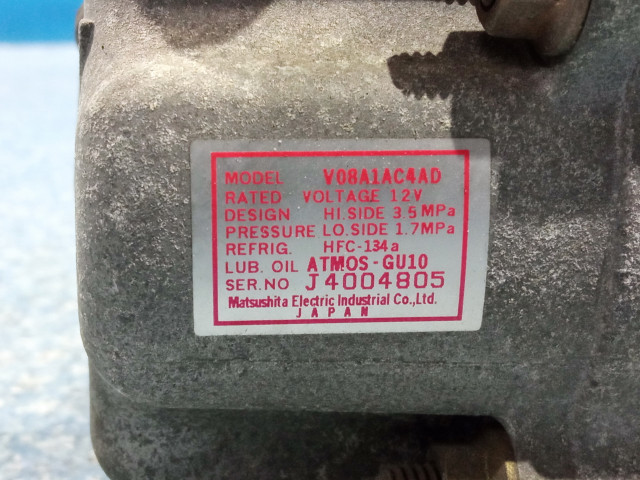 MODEL V08A1AC4AD
RATED VOLTAGE 12V
DESIGN HI.SIDE 3.5MPa
PRESSURE LO.SIDE 1.7MPa
REFRIG. HFC-134a
LUB. OIL ATMOS-GU10
SER.NO J4004805
Matsushita Electric Industrial Co.,Ltd.
JAPAN